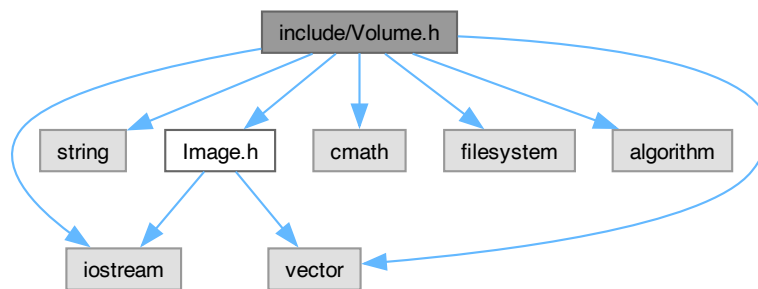 include/Volume.h
string
Image.h
cmath
filesystem
algorithm
iostream
vector